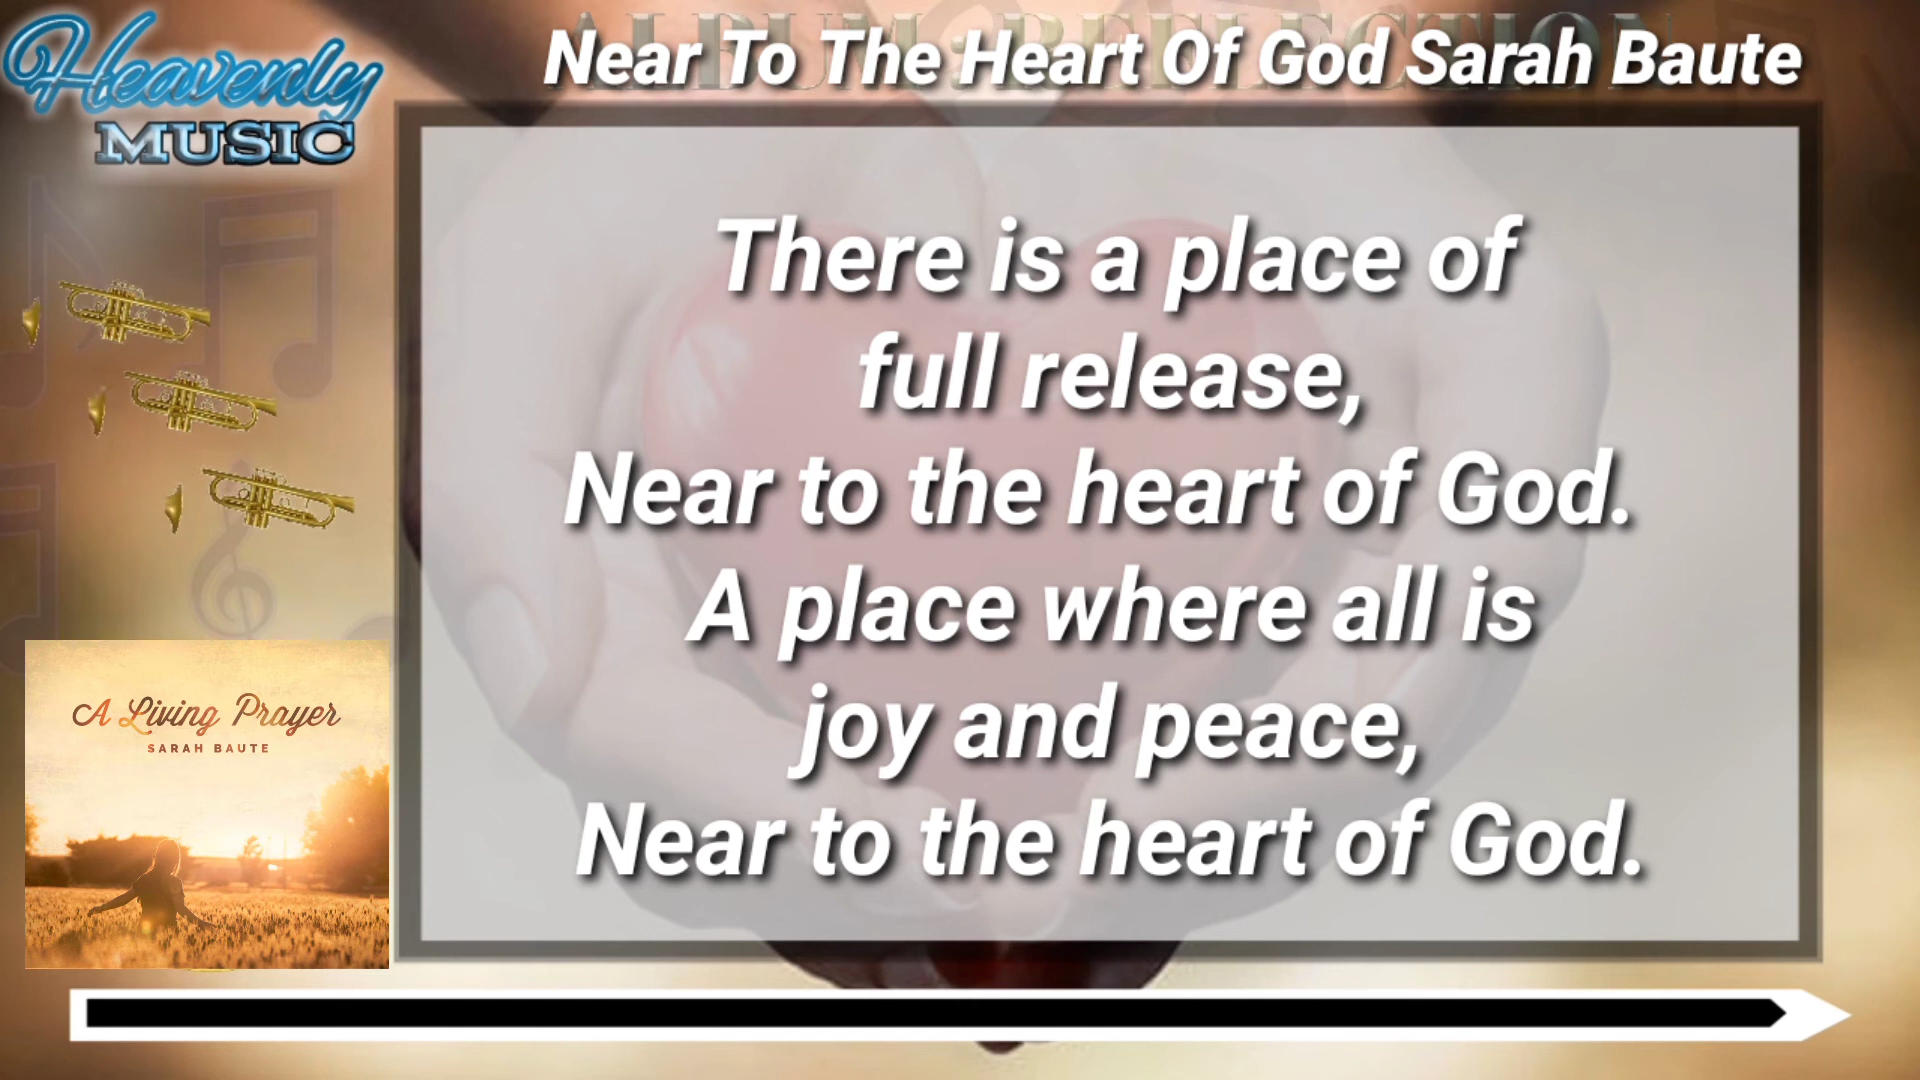 Heavenly
MUSIC
ALBUM: REFLECTION
Near To The Heart Of God Sarah Baute
There is a place of
full release,
Near to the heart of God.
A place where all is
joy and peace,
Near to the heart of God.
A Living Prayer
SARAH BAUTE